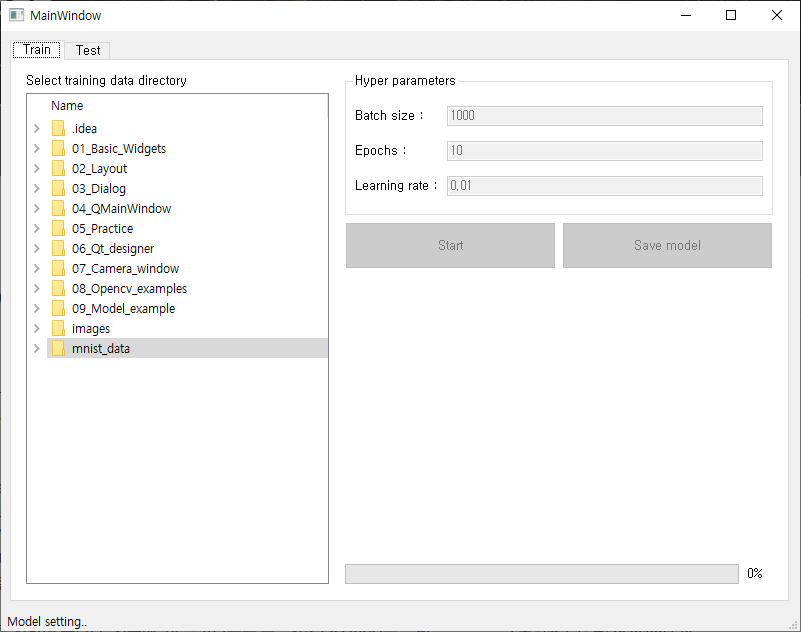 MainWindow
Train Test
Select training data directory
Name
.idea
01_Basic_Widgets
02_Layout
03_Dialog
04_QMainWindow
05_Practice
06_Qt_designer
07_Camera_window
08_Opencv_examples
09_Model_example
images
mnist_data
Hyper parameters
Batch size : 1000
Epochs : 10
Learning rate : 0.01
Start Save model
0%
Model setting..